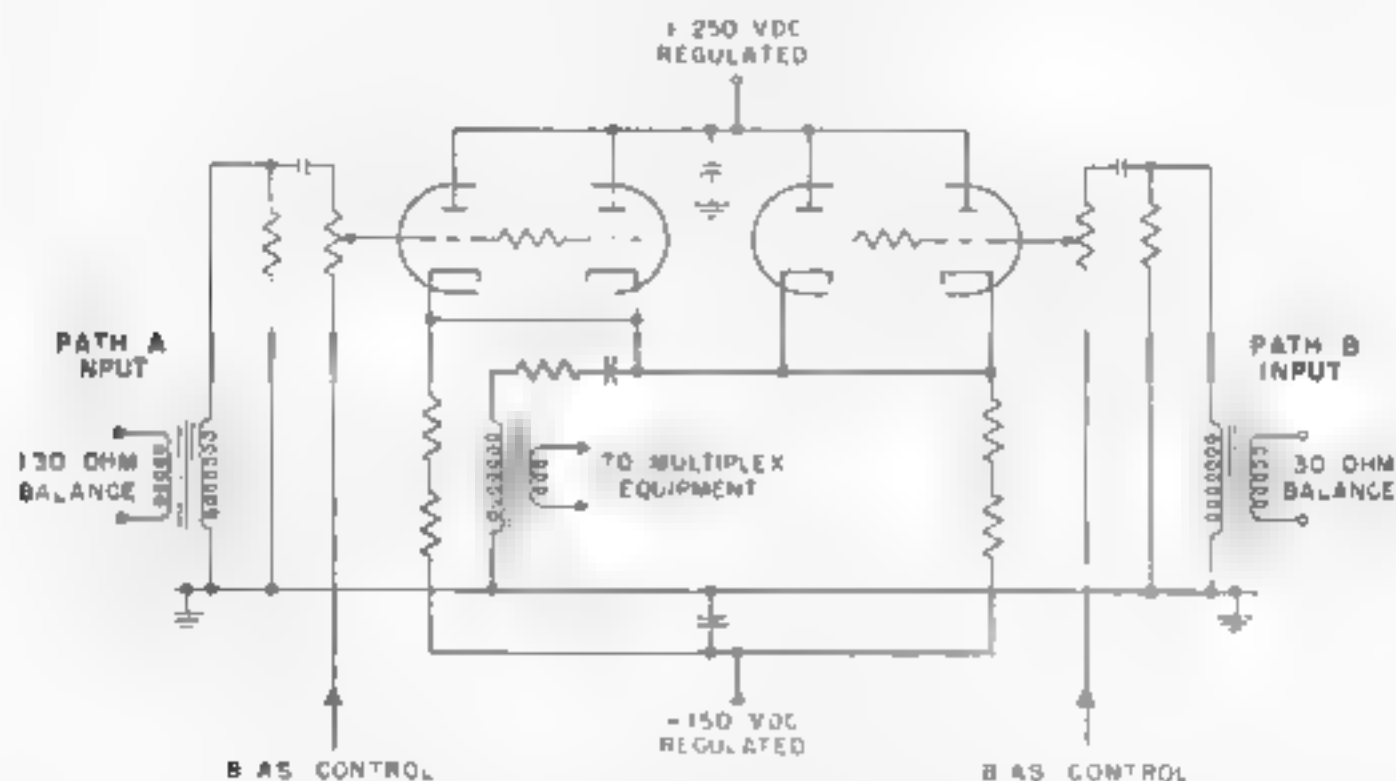 + 250 VDC
REGULATED
PATH A
INPUT
130 OHM
BALANCE
TO MULTIPLEX
EQUIPMENT
PATH B
INPUT
130 OHM
BALANCE
-150 VDC
REGULATED
BIAS CONTROL
BIAS CONTROL